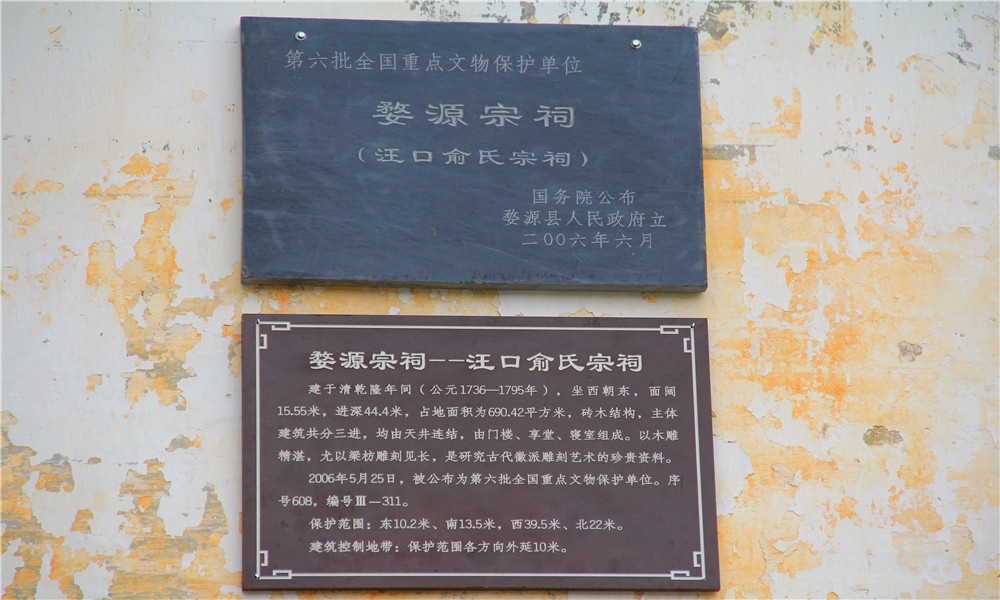 第六批全国重点文物保护单位
婺源宗祠
（汪口俞氏宗祠）
国务院公布
婺源县人民政府立
二00六年六月
婺源宗祠--汪口俞氏宗祠
建于清乾隆年间（公元1736—1795年），坐西朝东，面阔
15.55米，进深44.4米，占地面积为690.42平方米，砖木结构，主体
建筑共分三进，均由天井连结，由门楼、享堂、寝室组成。以木雕
精湛，尤以梁枋雕刻见长，是研究古代徽派雕刻艺术的珍贵资料。
2006年5月25日，被公布为第六批全国重点文物保护单位。序
号608，编号Ⅲ—311。
保护范围：东10.2米、南13.5米，西39.5米、北22米。
建筑控制地带：保护范围各方向外延10米。